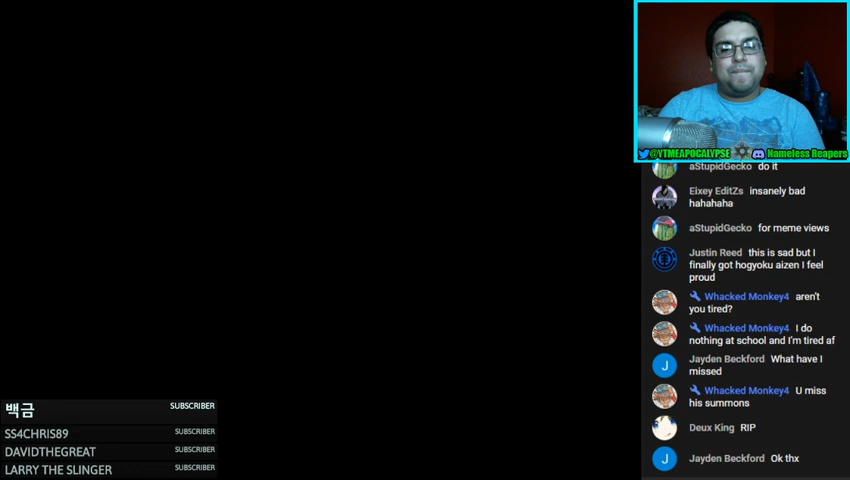 @YTMEAPOCALYPSE Nameless Reapers
aStupidGecko do it
Eixey EditZs insanely bad
hahahaha
aStupidGecko for meme views
Justin Reed this is sad but I
finally got hogyoku aizen I feel
proud
Whacked Monkey4 aren't
you tired?
Whacked Monkey4 I do
nothing at school and I'm tired af
Jayden Beckford What have I
missed
Whacked Monkey4 U miss
his summons
Deux King RIP
J Jayden Beckford Ok thx
백금 SUBSCRIBER
SS4CHRIS89 SUBSCRIBER
DAVIDTHEGREAT SUBSCRIBER
LARRY THE SLINGER SUBSCRIBER